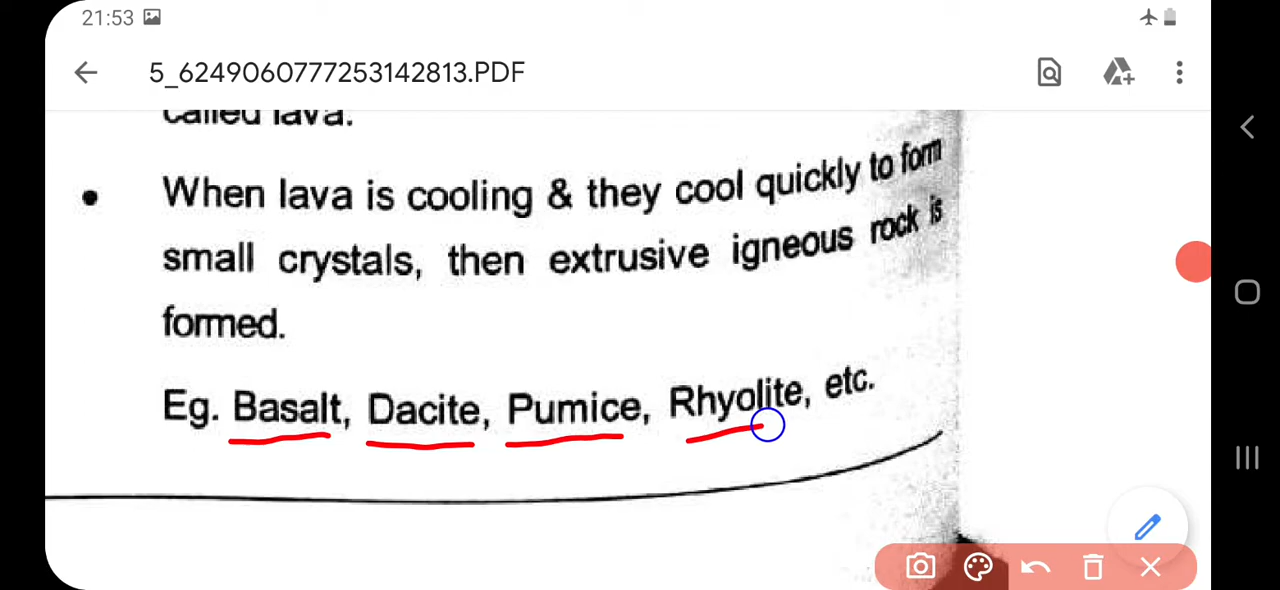 21:53
5_6249060777253142813.PDF
called lava.
• When lava is cooling & they cool quickly to form
small crystals, then extrusive igneous rock is
formed.
Eg. Basalt, Dacite, Pumice, Rhyolite, etc.